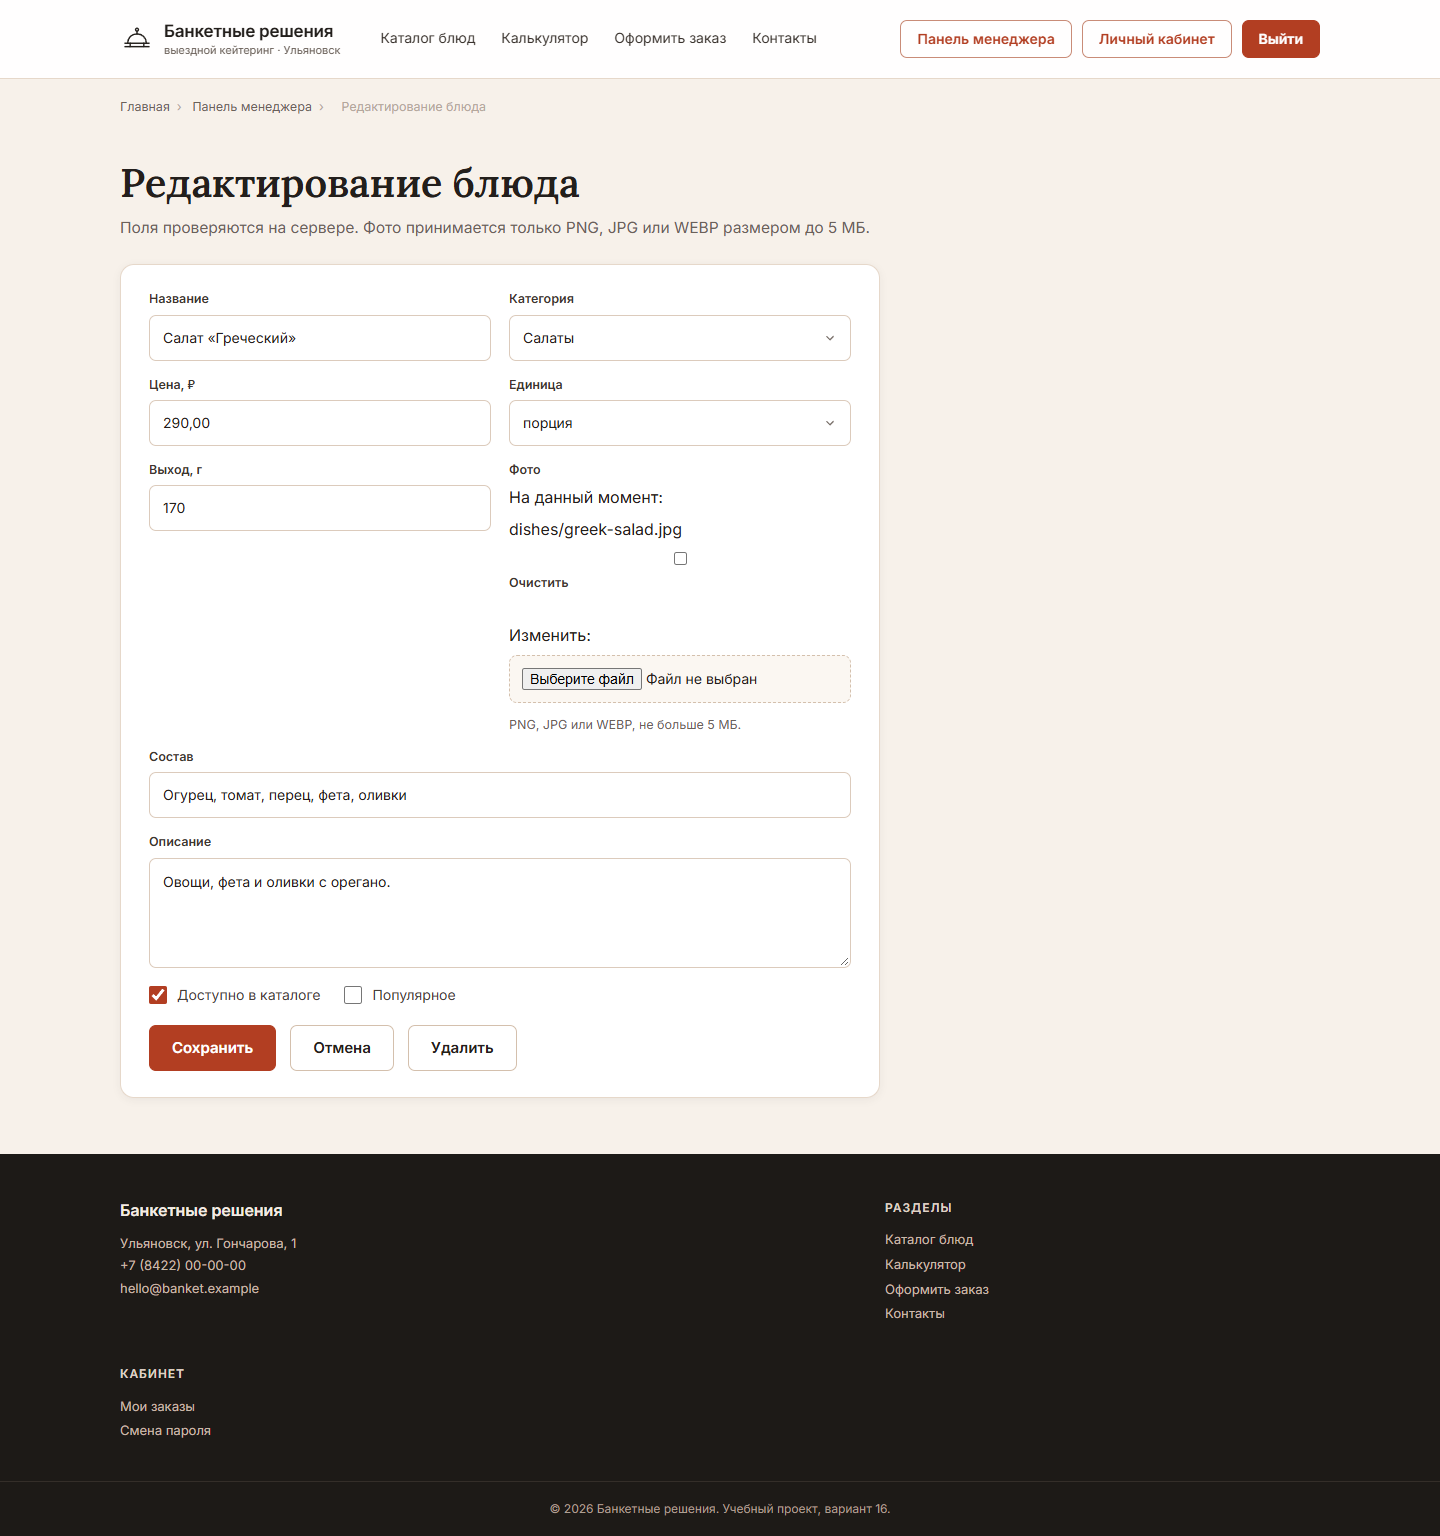 Банкетные решения
выездной кейтеринг · Ульяновск
Каталог блюд
Калькулятор
Оформить заказ
Контакты
Панель менеджера
Личный кабинет
Выйти
Главная › Панель менеджера › Редактирование блюда
Редактирование блюда
Поля проверяются на сервере. Фото принимается только PNG, JPG или WEBP размером до 5 МБ.
Название
Салат «Греческий»
Категория
Салаты
Цена, ₽
290,00
Единица
порция
Выход, г
170
Фото
На данный момент:
dishes/greek-salad.jpg
Очистить
Изменить:
Выберите файл Файл не выбран
PNG, JPG или WEBP, не больше 5 МБ.
Состав
Огурец, томат, перец, фета, оливки
Описание
Овощи, фета и оливки с орегано.
Доступно в каталоге
Популярное
Сохранить
Отмена
Удалить
Банкетные решения
Ульяновск, ул. Гончарова, 1
+7 (8422) 00-00-00
hello@banket.example
РАЗДЕЛЫ
Каталог блюд
Калькулятор
Оформить заказ
Контакты
КАБИНЕТ
Мои заказы
Смена пароля
© 2026 Банкетные решения. Учебный проект, вариант 16.